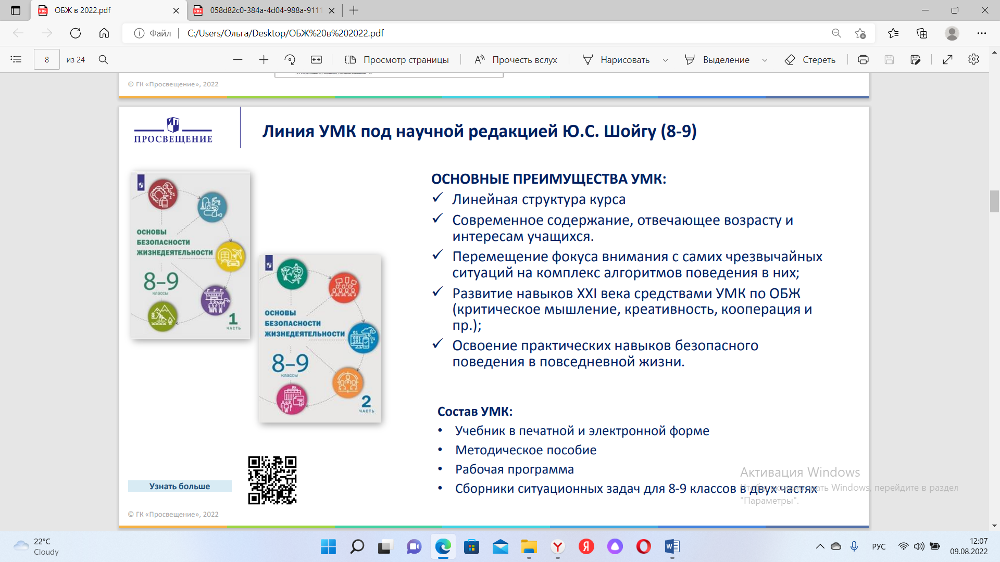 ОБЖ в 2022.pdf
058d82c0-384a-4d04-988a-9111
Файл
C:/Users/Ольга/Desktop/ОБЖ%20в%202022.pdf
8
из 24
Просмотр страницы
Прочесть вслух
Нарисовать
Выделение
Стереть
© ГК «Просвещение», 2022
ПРОСВЕЩЕНИЕ
Линия УМК под научной редакцией Ю.С. Шойгу (8-9)
ОСНОВЫ
БЕЗОПАСНОСТИ
ЖИЗНЕДЕЯТЕЛЬНОСТИ
8–9
классы
1
ЧАСТЬ
ОСНОВЫ
БЕЗОПАСНОСТИ
ЖИЗНЕДЕЯТЕЛЬНОСТИ
8–9
классы
2
ЧАСТЬ
ОСНОВНЫЕ ПРЕИМУЩЕСТВА УМК:
Линейная структура курса
Современное содержание, отвечающее возрасту и
интересам учащихся.
Перемещение фокуса внимания с самих чрезвычайных
ситуаций на комплекс алгоритмов поведения в них;
Развитие навыков XXI века средствами УМК по ОБЖ
(критическое мышление, креативность, кооперация и
пр.);
Освоение практических навыков безопасного
поведения в повседневной жизни.
Состав УМК:
• Учебник в печатной и электронной форме
• Методическое пособие
• Рабочая программа
• Сборники ситуационных задач для 8-9 классов в двух частях
Узнать больше
© ГК «Просвещение», 2022
Активация Windows
Чтобы активировать Windows, перейдите в раздел
"Параметры".
22°C
Cloudy
РУС
12:07
09.08.2022